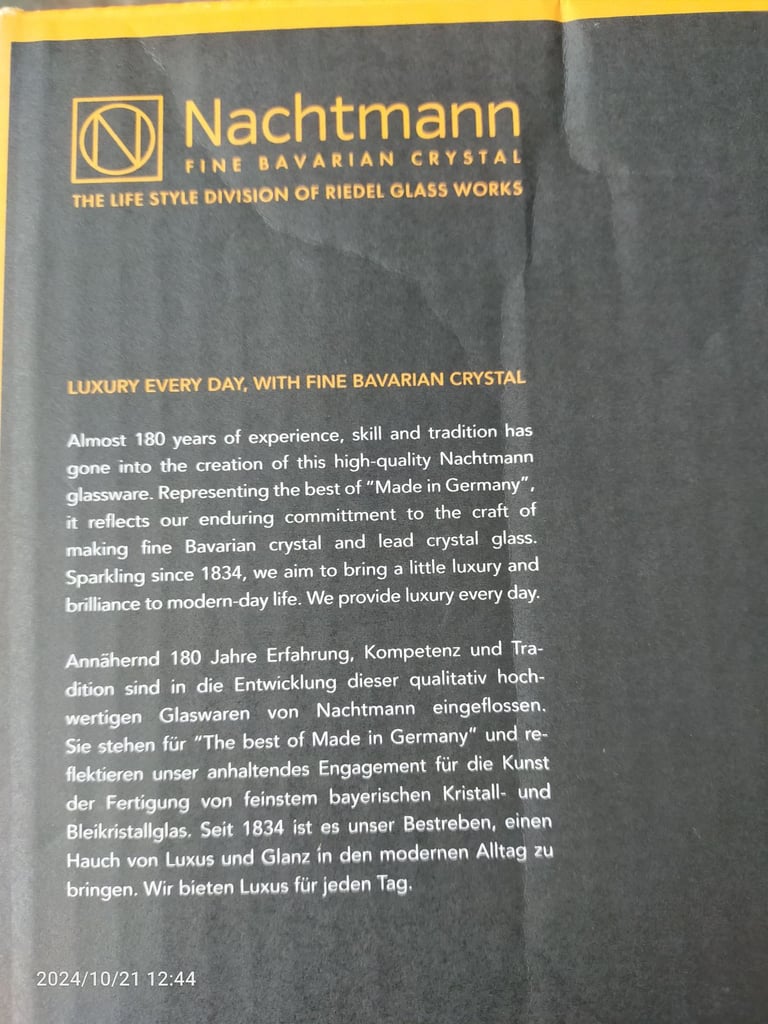 N Nachtmann
FINE BAVARIAN CRYSTAL
THE LIFE STYLE DIVISION OF RIEDEL GLASS WORKS
LUXURY EVERY DAY, WITH FINE BAVARIAN CRYSTAL
Almost 180 years of experience, skill and tradition has
gone into the creation of this high-quality Nachtmann
glassware. Representing the best of “Made in Germany”,
it reflects our enduring committment to the craft of
making fine Bavarian crystal and lead crystal glass.
Sparkling since 1834, we aim to bring a little luxury and
brilliance to modern-day life. We provide luxury every day.
Annähernd 180 Jahre Erfahrung, Kompetenz und Tra-
dition sind in die Entwicklung dieser qualitativ hoch-
wertigen Glaswaren von Nachtmann eingeflossen.
Sie stehen für “The best of Made in Germany” und re-
flektieren unser anhaltendes Engagement für die Kunst
der Fertigung von feinstem bayerischen Kristall- und
Bleikristallglas. Seit 1834 ist es unser Bestreben, einen
Hauch von Luxus und Glanz in den modernen Alltag zu
bringen. Wir bieten Luxus für jeden Tag.
2024/10/21 12:44